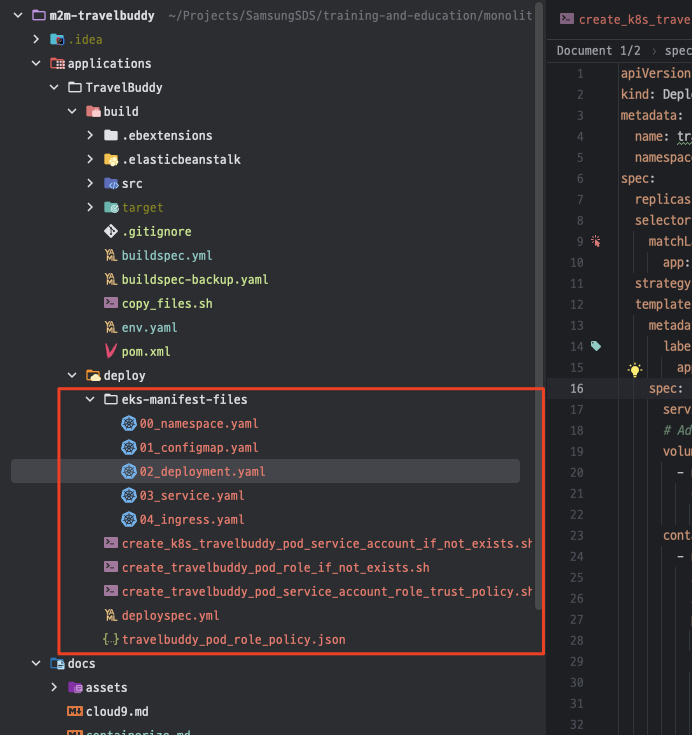 m2m-travelbuddy ~/Projects/SamsungSDS/training-and-education/monolit
.idea
applications
TravelBuddy
build
.ebextensions
.elasticbeanstalk
src
target
.gitignore
buildspec.yml
buildspec-backup.yaml
copy_files.sh
env.yaml
pom.xml
deploy
eks-manifest-files
00_namespace.yaml
01_configmap.yaml
02_deployment.yaml
03_service.yaml
04_ingress.yaml
create_k8s_travelbuddy_pod_service_account_if_not_exists.sh
create_travelbuddy_pod_role_if_not_exists.sh
create_travelbuddy_pod_service_account_role_trust_policy.sh
deployspec.yml
travelbuddy_pod_role_policy.json
docs
assets
cloud9.md
containerize.md
create_k8s_trave
Document 1/2 › spec
1 apiVersion
2 kind: Depl
3 metadata:
4 name: tr
5 namespac
6 spec:
7 replicas
8 selector
9 matchLa
10 app:
11 strategy
12 template
13 metada
14 labe
15 ap
16 spec:
17 serv
18 # Ad
19 volum
20 -
21
22
23 conta
24 -
25
26
27
28
29
30
31
32